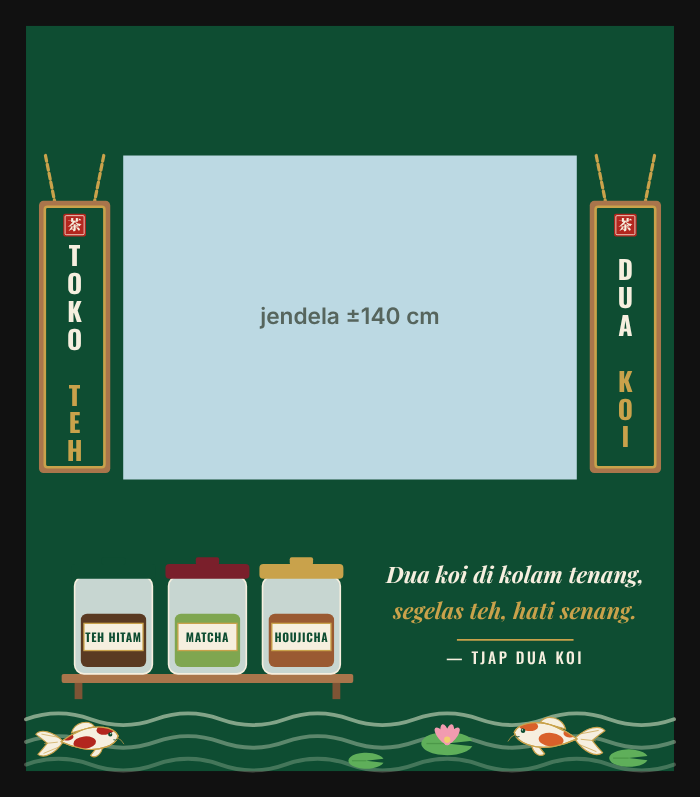 茶
TOKO
TEH
jendela ±140 cm
茶
DUA
KOI
TEH HITAM
MATCHA
HOUJICHA
Dua koi di kolam tenang,
segelas teh, hati senang.
— TJAP DUA KOI